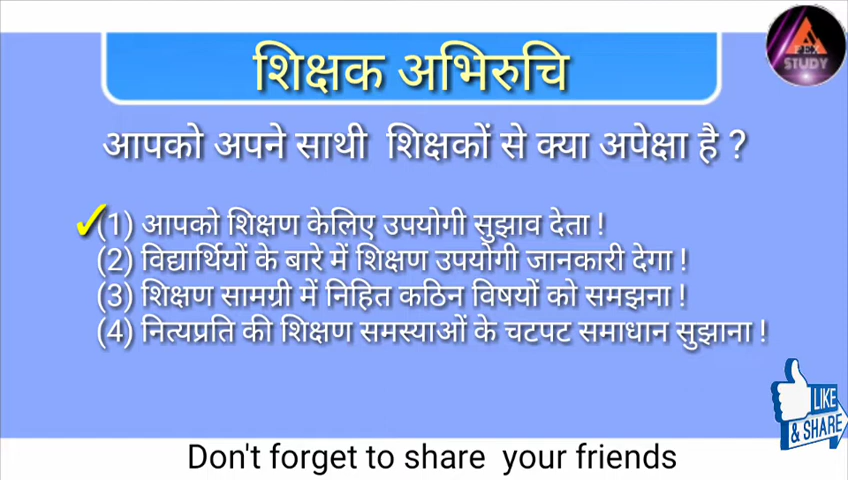 शिक्षक अभिरुचि
APEX
STUDY
आपको अपने साथी शिक्षकों से क्या अपेक्षा है ?
(1) आपको शिक्षण केलिए उपयोगी सुझाव देता !
(2) विद्यार्थियों के बारे में शिक्षण उपयोगी जानकारी देगा !
(3) शिक्षण सामग्री में निहित कठिन विषयों को समझना !
(4) नित्यप्रति की शिक्षण समस्याओं के चटपट समाधान सुझाना !
LIKE
& SHARE
Don't forget to share your friends